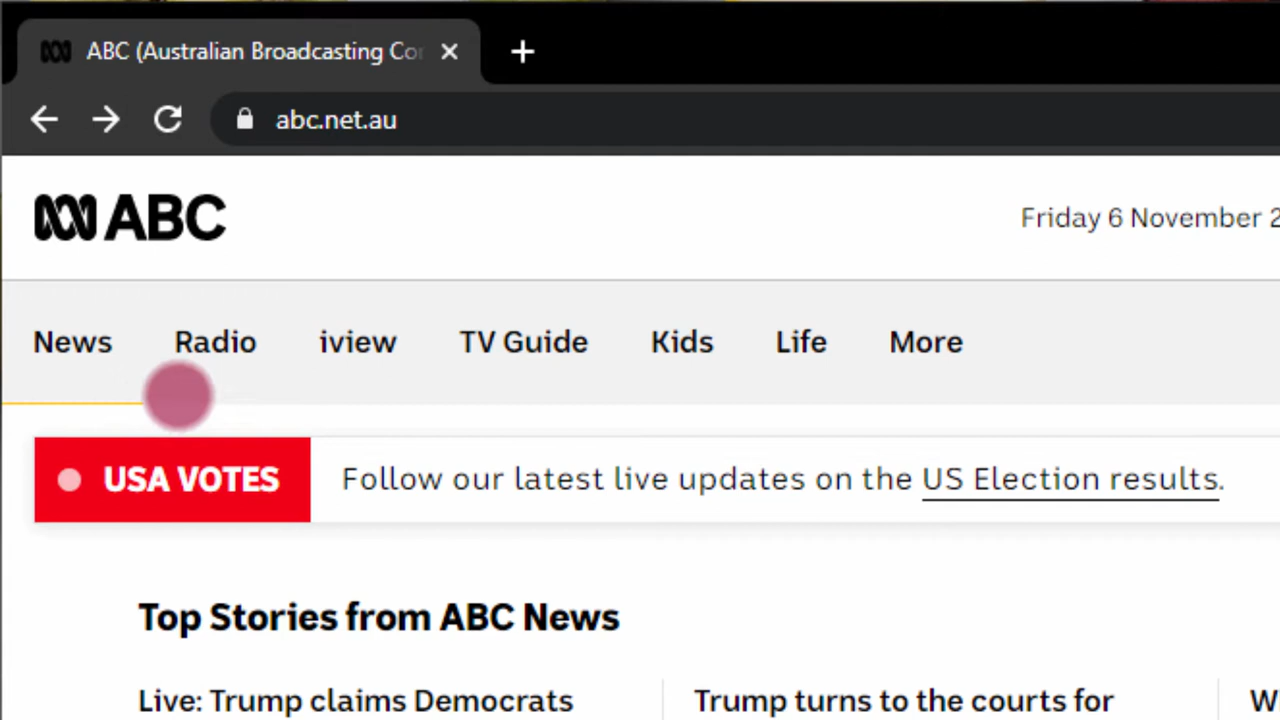 ABC (Australian Broadcasting Co
abc.net.au
ABC
Friday 6 November 2
News Radio iview TV Guide Kids Life More
USA VOTES Follow our latest live updates on the US Election results.
Top Stories from ABC News
Live: Trump claims Democrats Trump turns to the courts for W